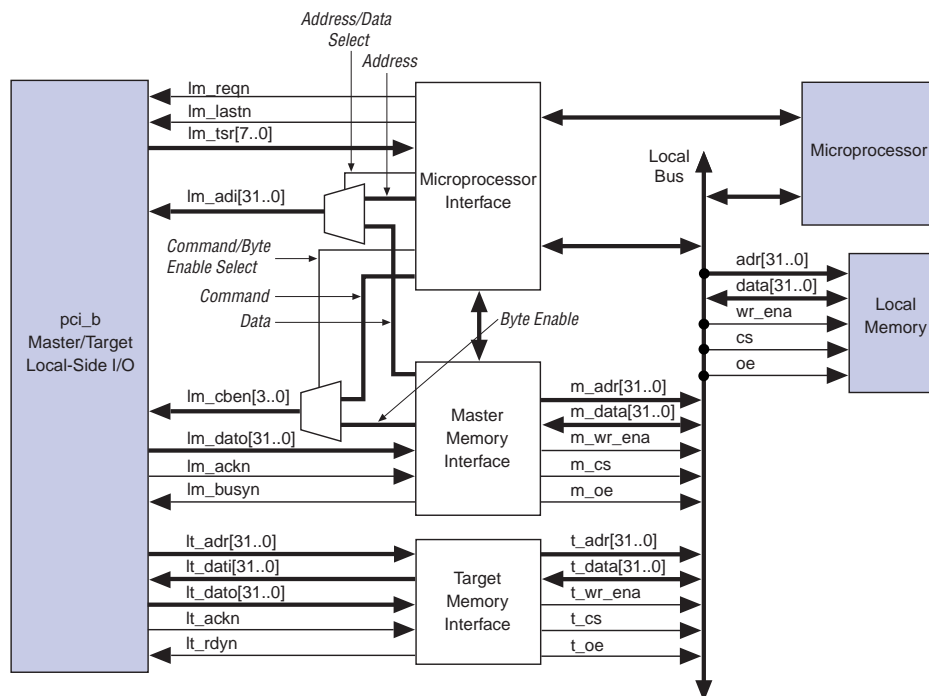 Address/Data
Select
Address
lm_reqn
lm_lastn
lm_tsr[7..0]
lm_adi[31..0]
Microprocessor
Interface
Local
Bus
Microprocessor
Command/Byte
Enable Select
Command
Data
Byte Enable
adr[31..0]
data[31..0]
wr_ena
cs
oe
Local
Memory
pci_b
Master/Target
Local-Side I/O
lm_cben[3..0]
lm_dato[31..0]
lm_ackn
lm_busyn
Master
Memory
Interface
m_adr[31..0]
m_data[31..0]
m_wr_ena
m_cs
m_oe
lt_adr[31..0]
lt_dati[31..0]
lt_dato[31..0]
lt_ackn
lt_rdyn
Target
Memory
Interface
t_adr[31..0]
t_data[31..0]
t_wr_ena
t_cs
t_oe